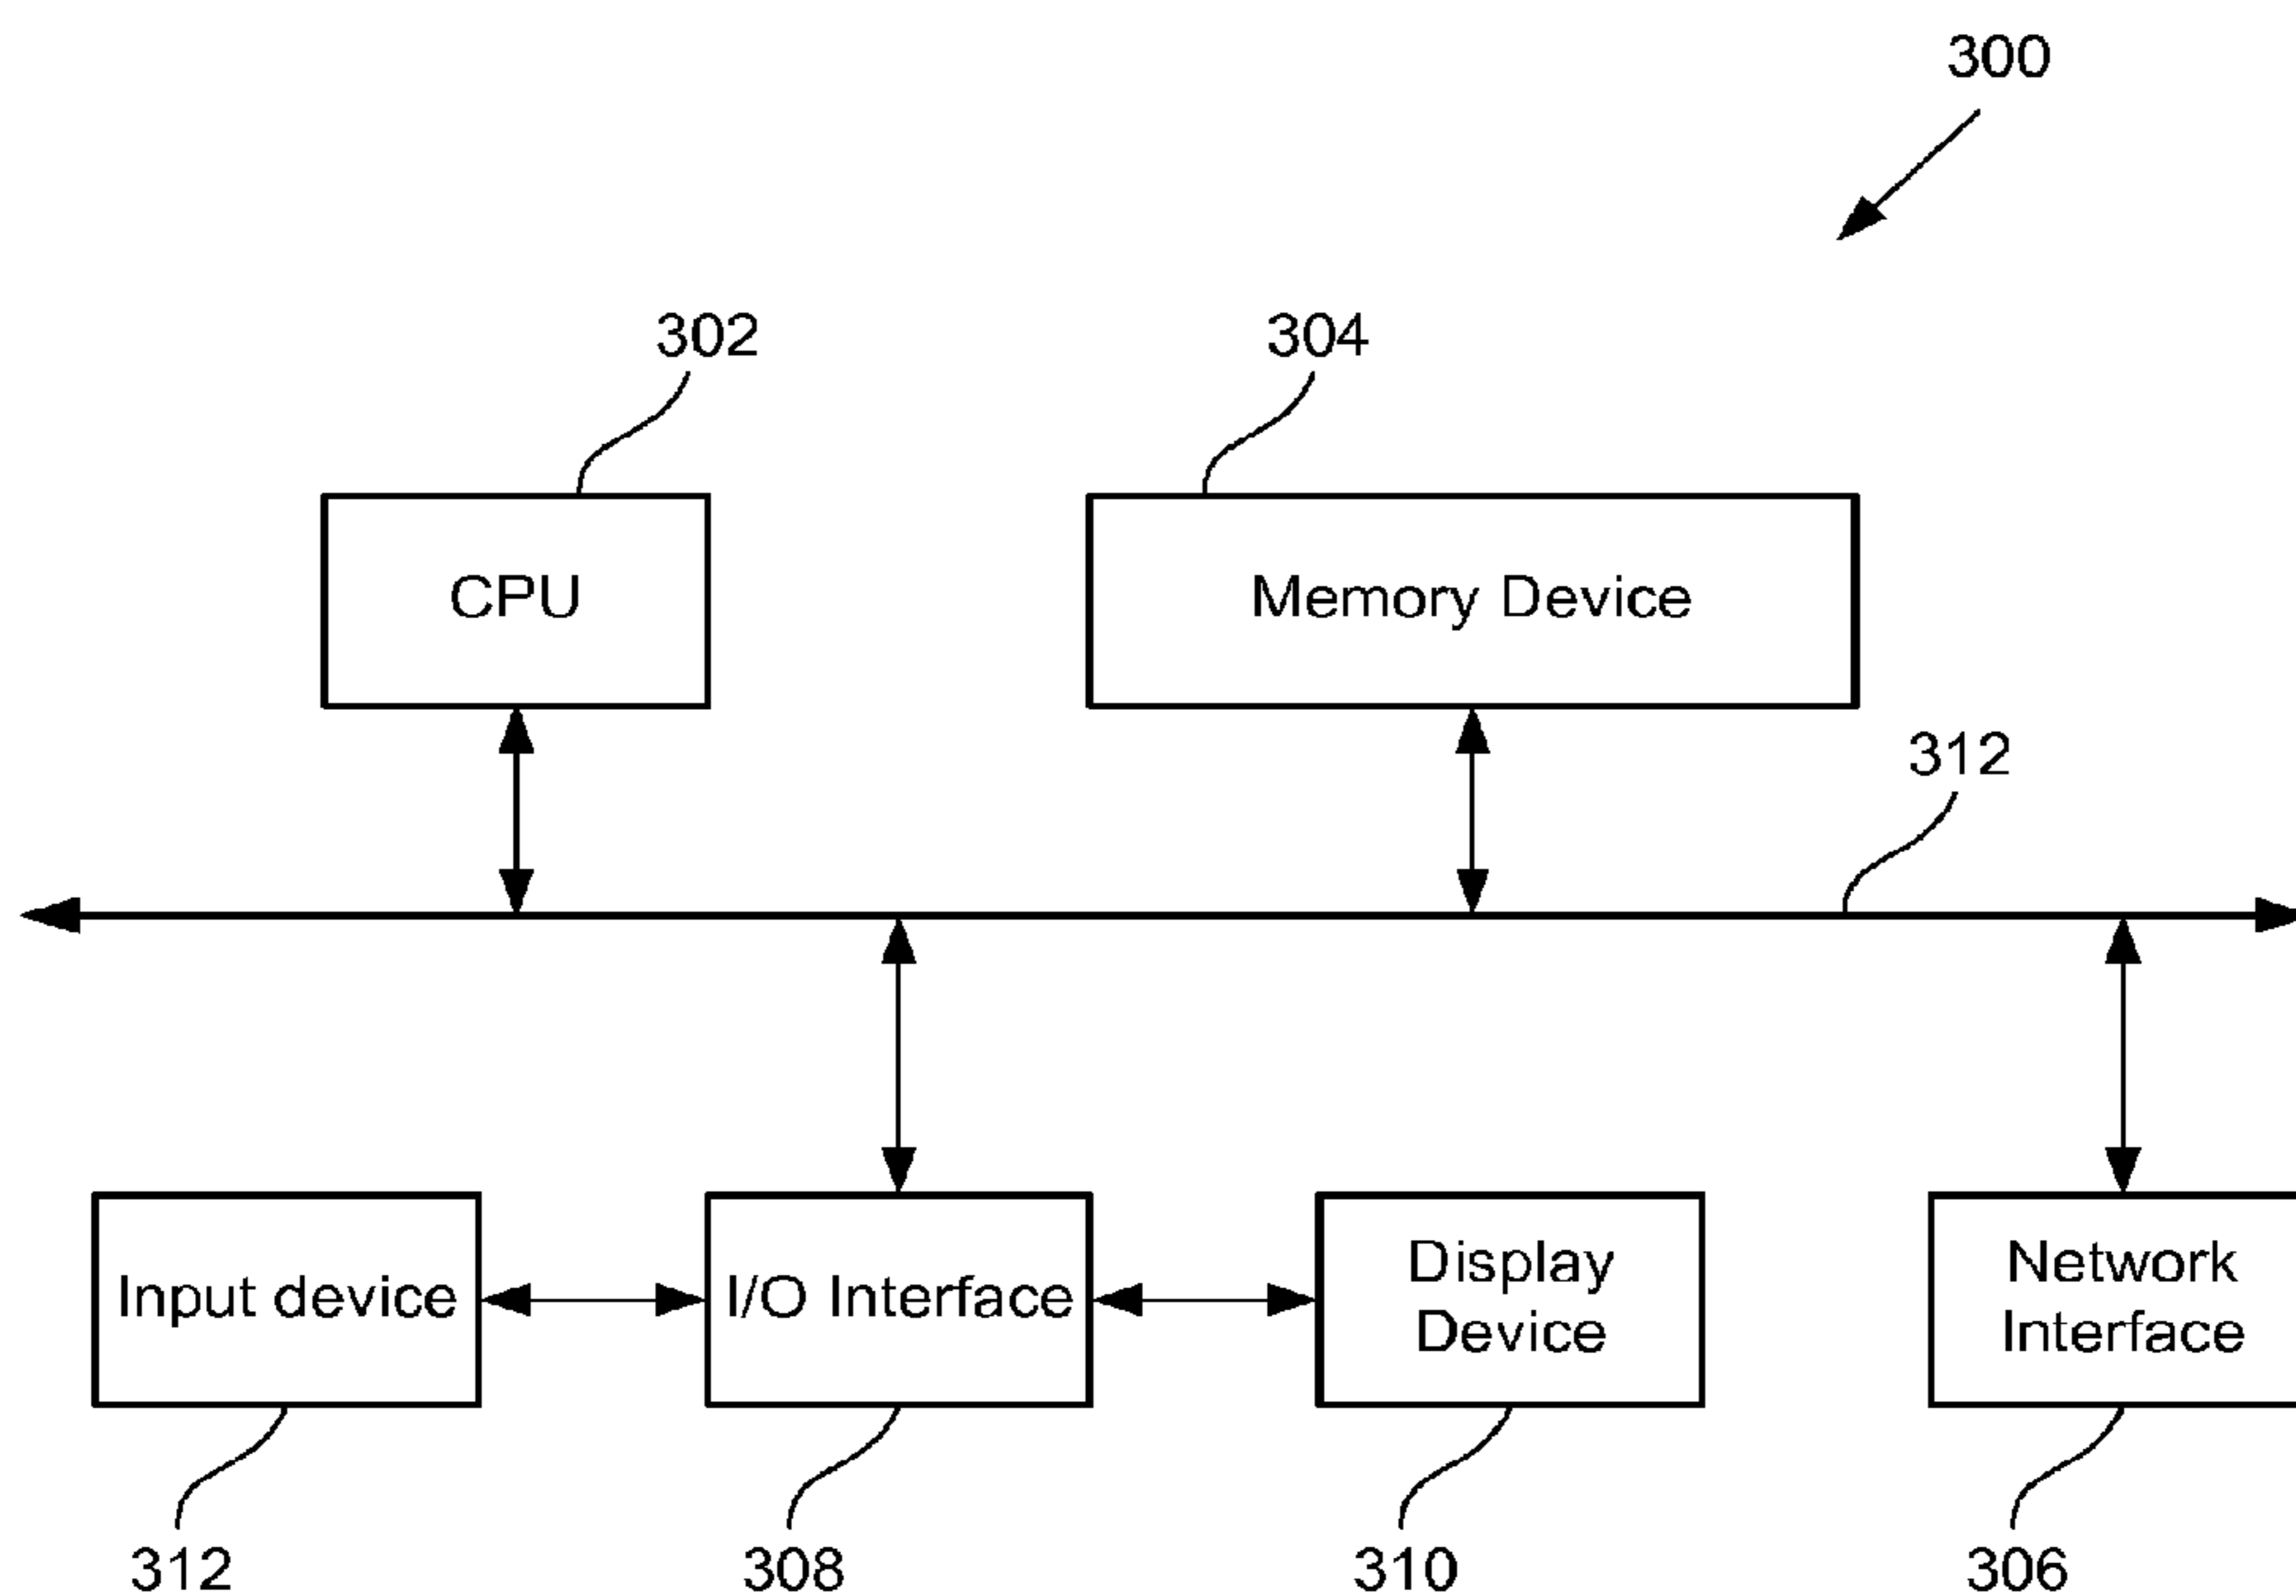 300
302
304
CPU
Memory Device
312
Input device
I/O Interface
Display
Device
Network
Interface
312
308
310
306